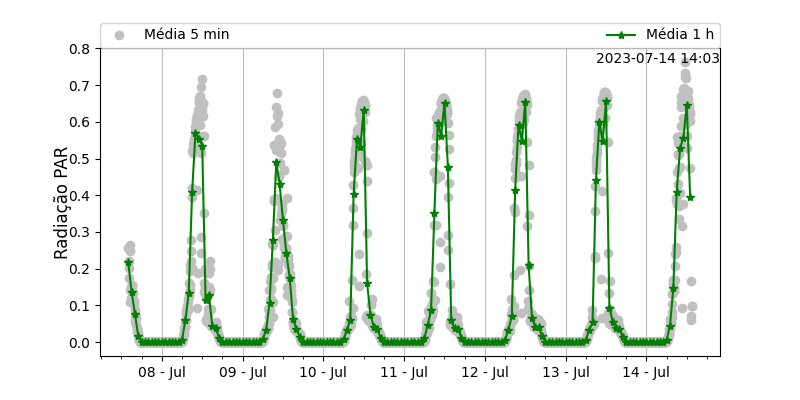 Média 5 min
Média 1 h
2023-07-14 14:03
Radiação PAR
0.8
0.7
0.6
0.5
0.4
0.3
0.2
0.1
0.0
08 - Jul
09 - Jul
10 - Jul
11 - Jul
12 - Jul
13 - Jul
14 - Jul